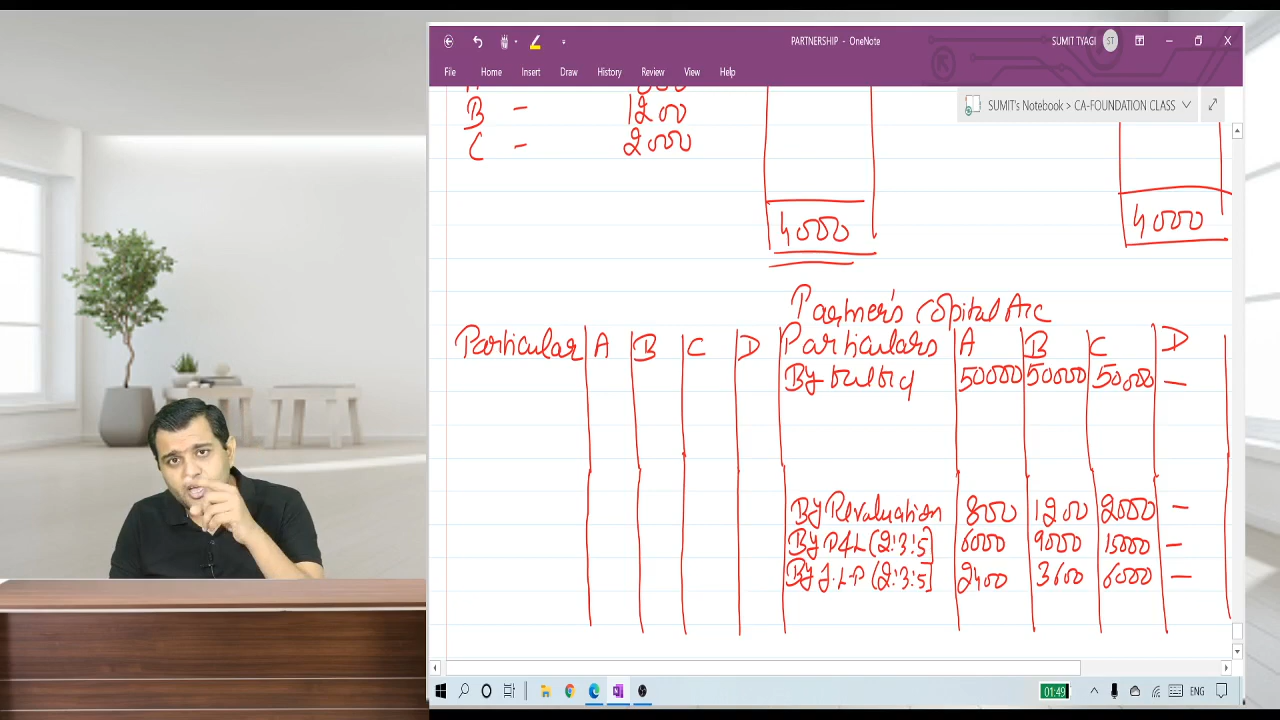 PARTNERSHIP - OneNote
SUMIT TYAGI ST
File Home Insert Draw History Review View Help
SUMIT's Notebook > CA-FOUNDATION CLASS
B - 1200
C - 2000
4000 4000
Partner's Capital A/c
Particular A B C D Particulars A B C D
By bal b/d 50000 50000 50000 -
By Revaluation 800 1200 2000 -
By P&L (2:3:5) 6000 9000 15000 -
By J.L.P (2:3:5) 2400 3600 6000 -
01:49 ENG